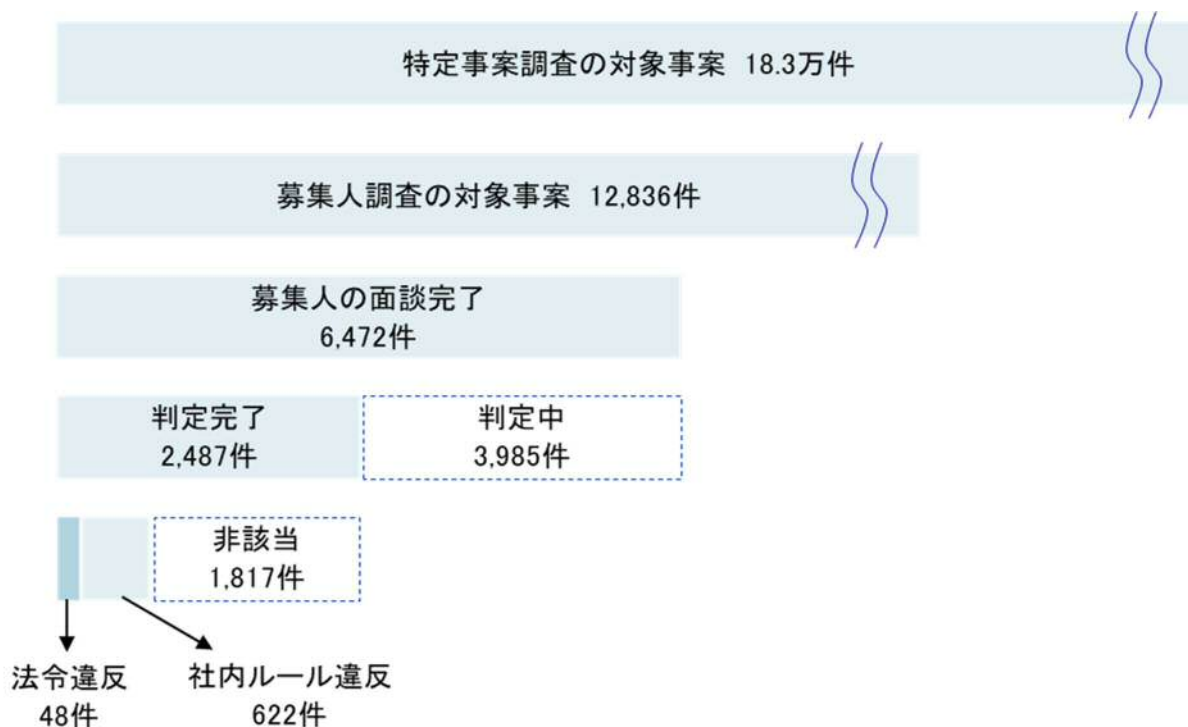 特定事案調査の対象事案 18.3万件
募集人調査の対象事案 12,836件
募集人の面談完了
6,472件
判定完了
2,487件
判定中
3,985件
非該当
1,817件
法令違反
48件
社内ルール違反
622件